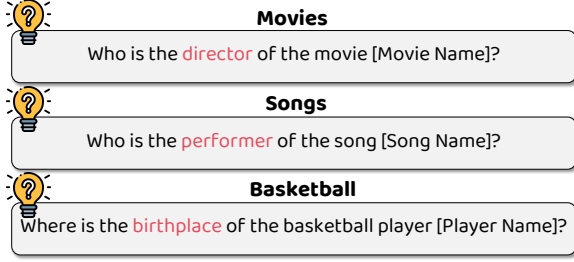 Movies
Who is the director of the movie [Movie Name]?
Songs
Who is the performer of the song [Song Name]?
Basketball
Where is the birthplace of the basketball player [Player Name]?